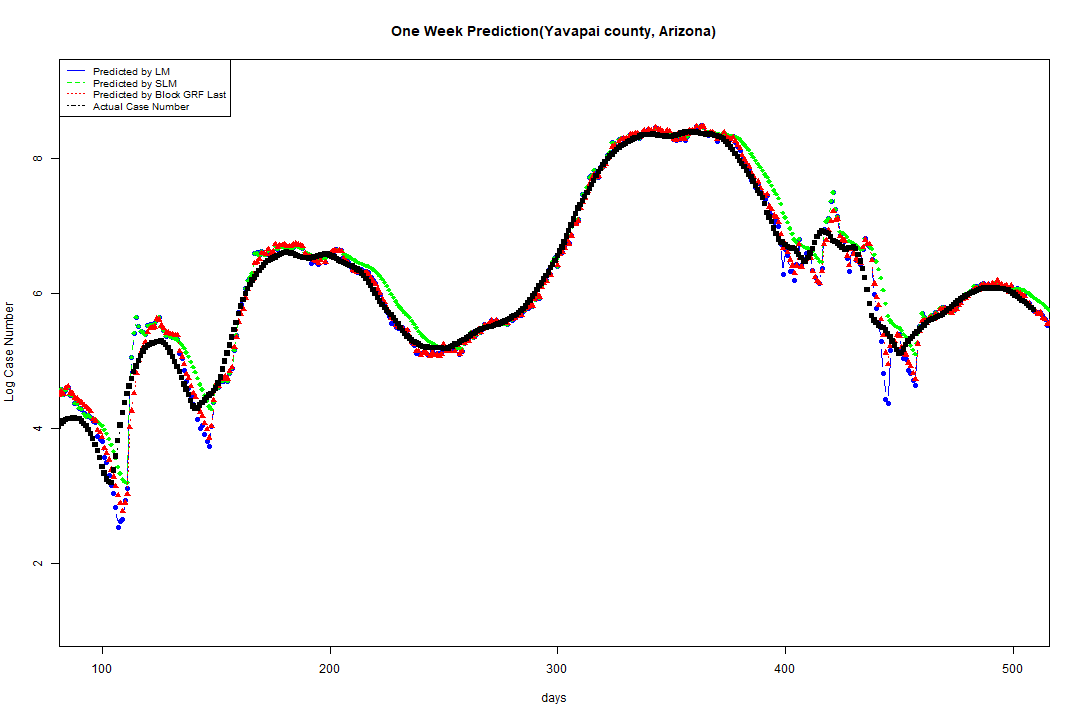 One Week Prediction(Yavapai county, Arizona)
Predicted by LM
Predicted by SLM
Predicted by Block GRF Last
Actual Case Number
Log Case Number
8
6
4
2
100 200 300 400 500
days